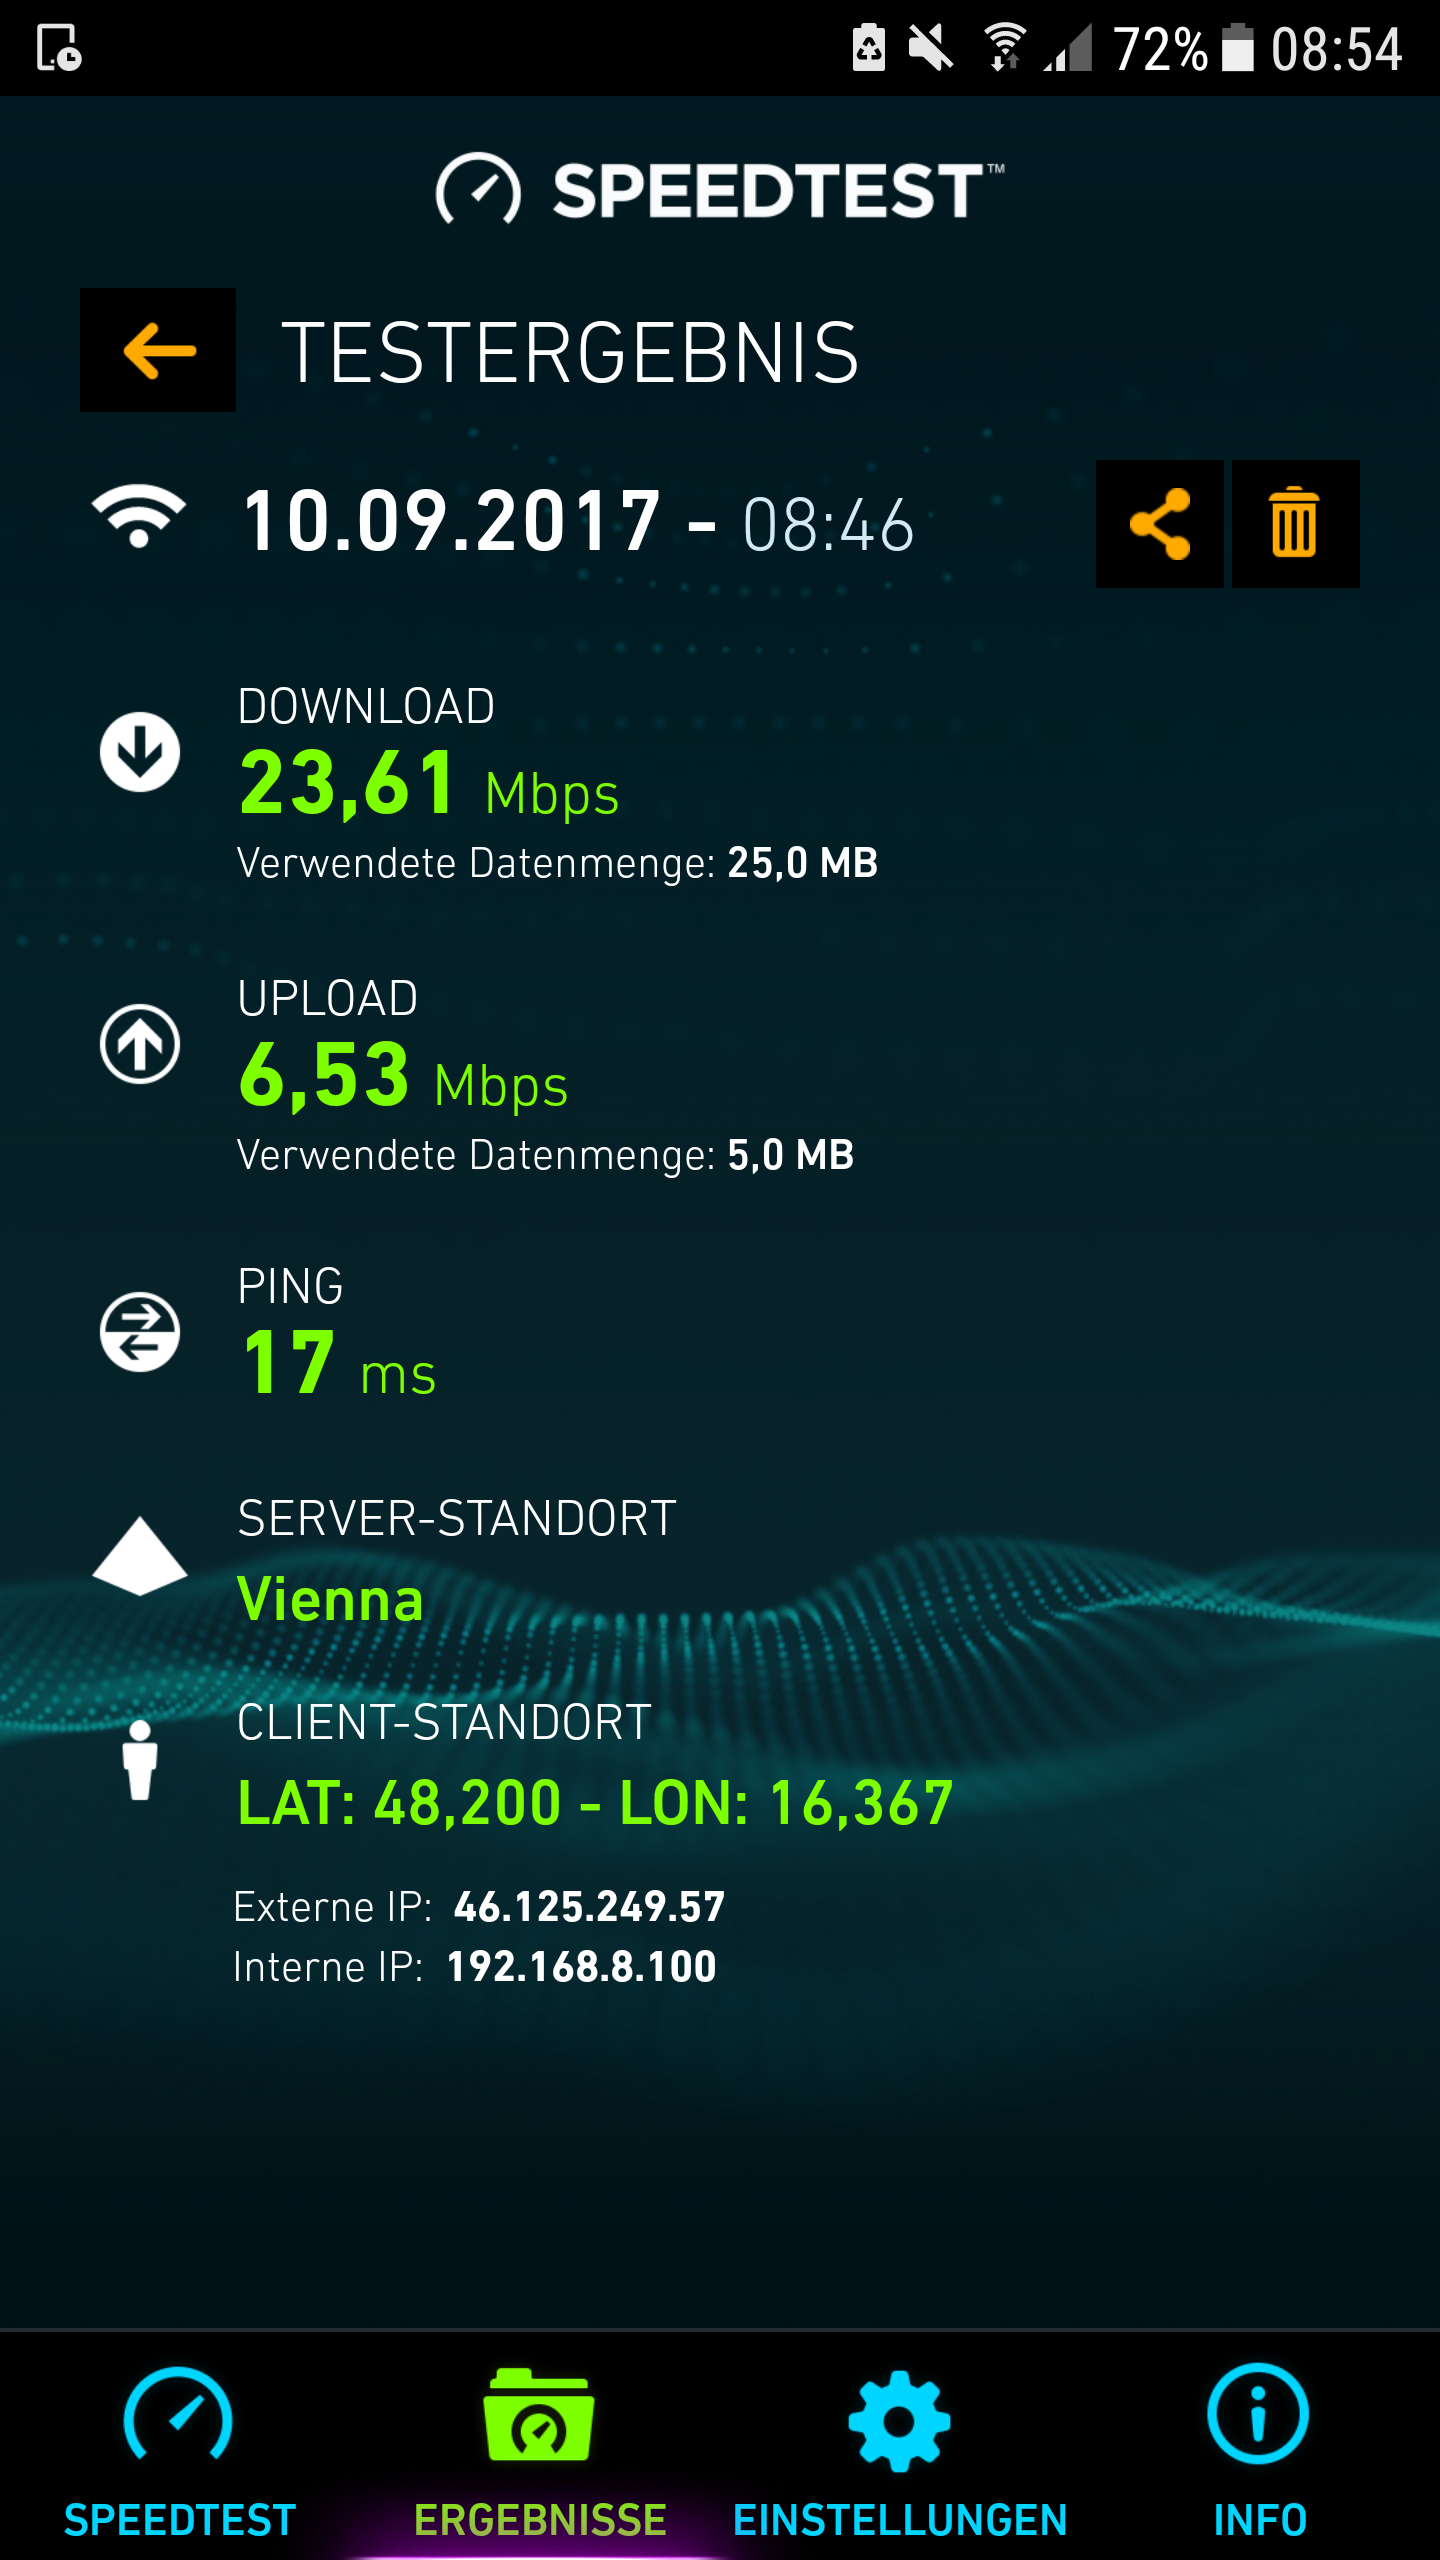 72% 08:54
SPEEDTEST™
TESTERGEBNIS
10.09.2017 - 08:46
DOWNLOAD
23,61 Mbps
Verwendete Datenmenge: 25,0 MB
UPLOAD
6,53 Mbps
Verwendete Datenmenge: 5,0 MB
PING
17 ms
SERVER-STANDORT
Vienna
CLIENT-STANDORT
LAT: 48,200 - LON: 16,367
Externe IP: 46.125.249.57
Interne IP: 192.168.8.100
SPEEDTEST ERGEBNISSE EINSTELLUNGEN INFO